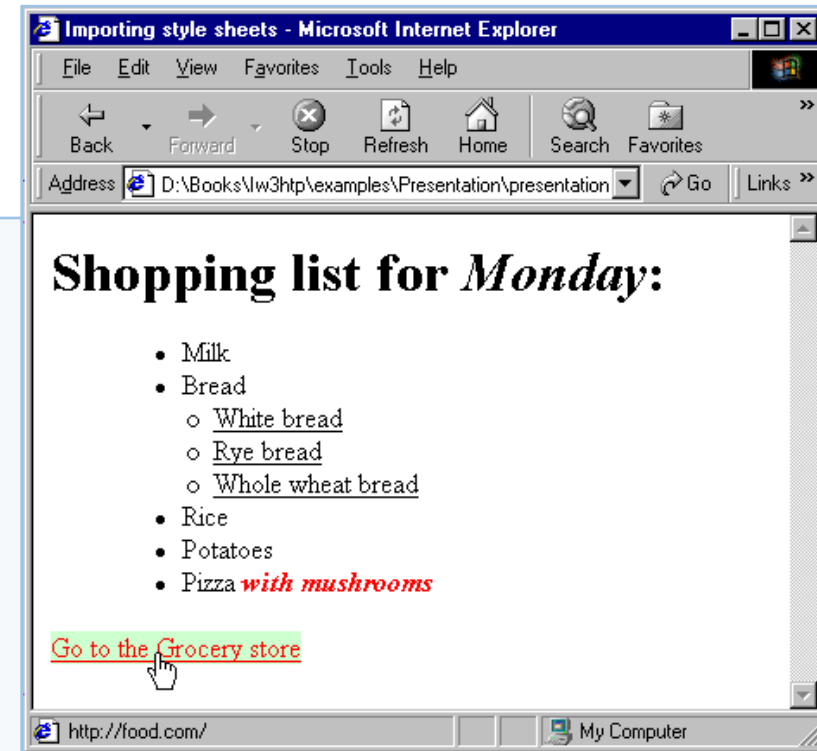 Importing style sheets - Microsoft Internet Explorer
File Edit View Favorites Tools Help
Back Forward Stop Refresh Home Search Favorites »
Address D:\Books\Iw3htp\examples\Presentation\presentation Go Links »
Shopping list for Monday:
• Milk
• Bread
○ White bread
○ Rye bread
○ Whole wheat bread
• Rice
• Potatoes
• Pizza with mushrooms
Go to the Grocery store
http://food.com/ My Computer